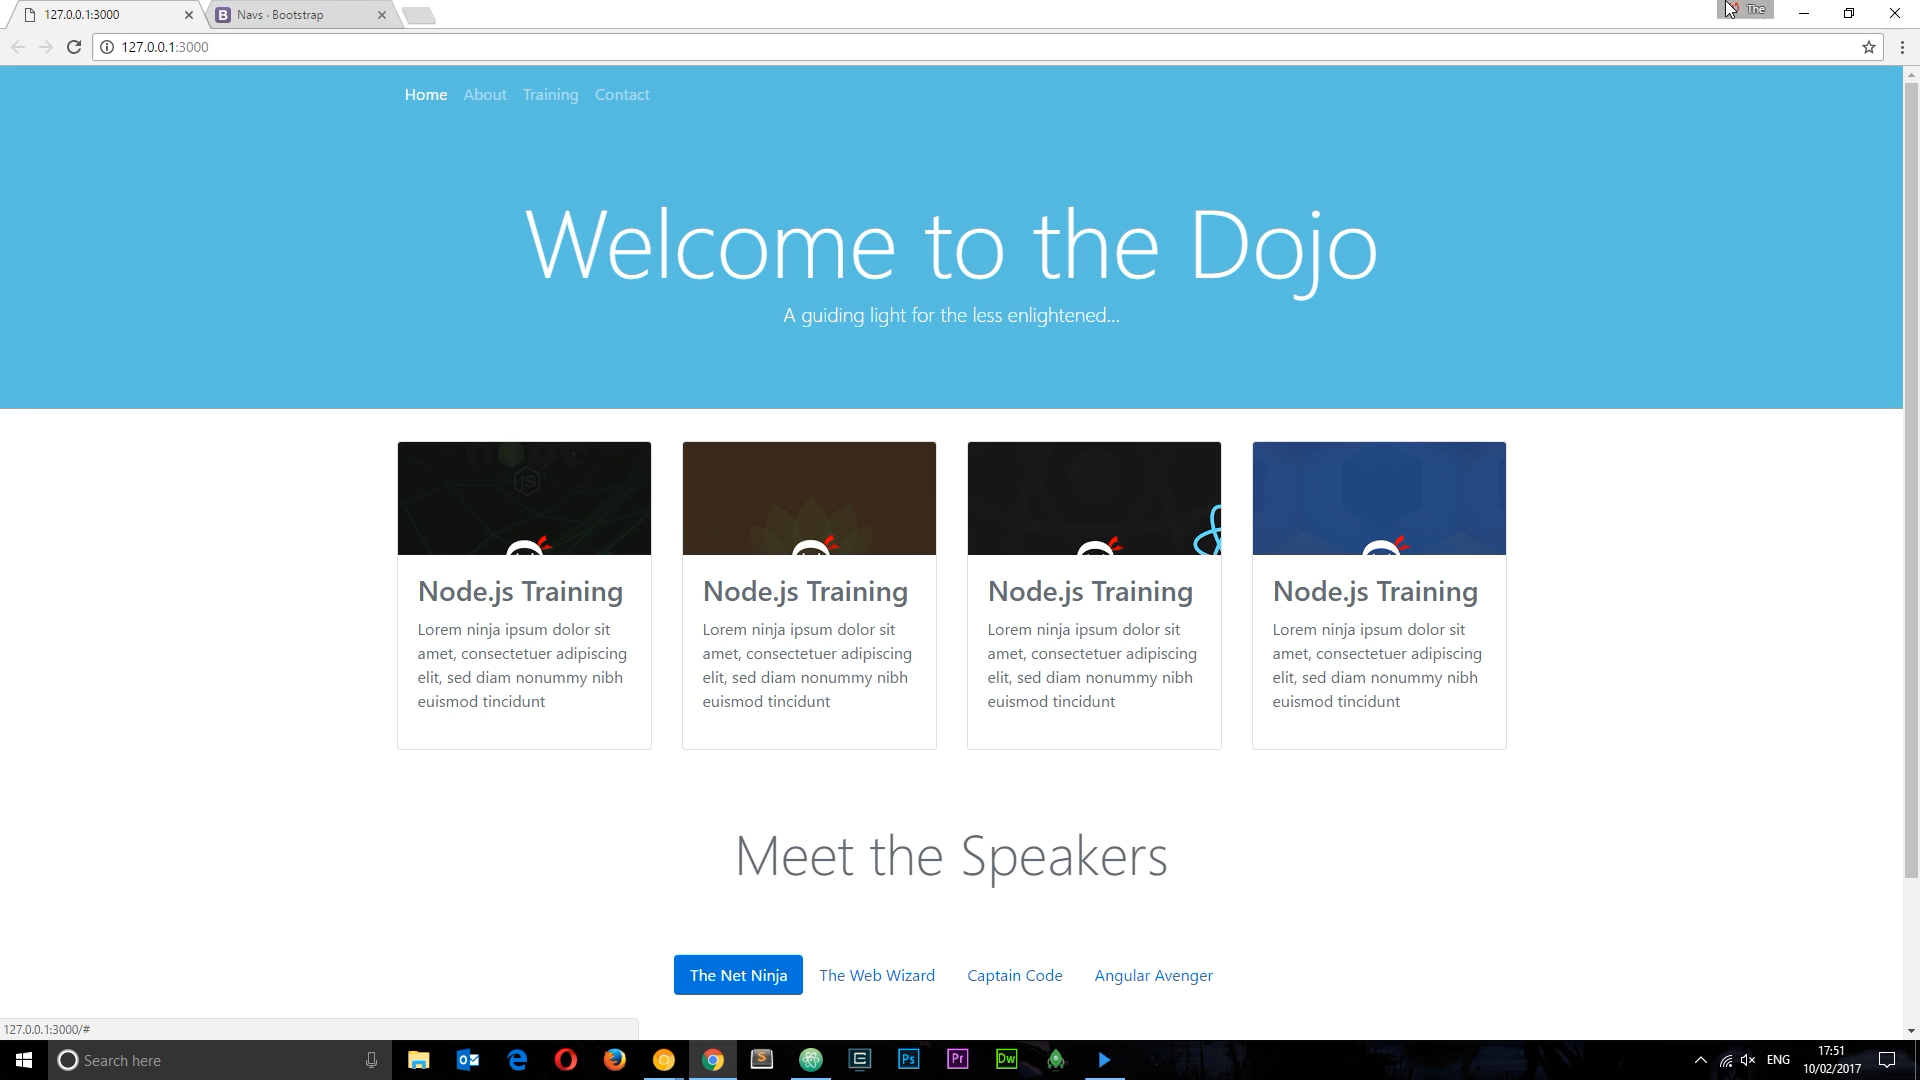 127.0.0.1:3000
Navs · Bootstrap
The
127.0.0.1:3000
Home About Training Contact
Welcome to the Dojo
A guiding light for the less enlightened...
JS
Node.js Training
Lorem ninja ipsum dolor sit
amet, consectetuer adipiscing
elit, sed diam nonummy nibh
euismod tincidunt
Node.js Training
Lorem ninja ipsum dolor sit
amet, consectetuer adipiscing
elit, sed diam nonummy nibh
euismod tincidunt
Node.js Training
Lorem ninja ipsum dolor sit
amet, consectetuer adipiscing
elit, sed diam nonummy nibh
euismod tincidunt
Node.js Training
Lorem ninja ipsum dolor sit
amet, consectetuer adipiscing
elit, sed diam nonummy nibh
euismod tincidunt
Meet the Speakers
The Net Ninja The Web Wizard Captain Code Angular Avenger
127.0.0.1:3000/#
Search here
Ps Pr Dw
ENG
17:51
10/02/2017